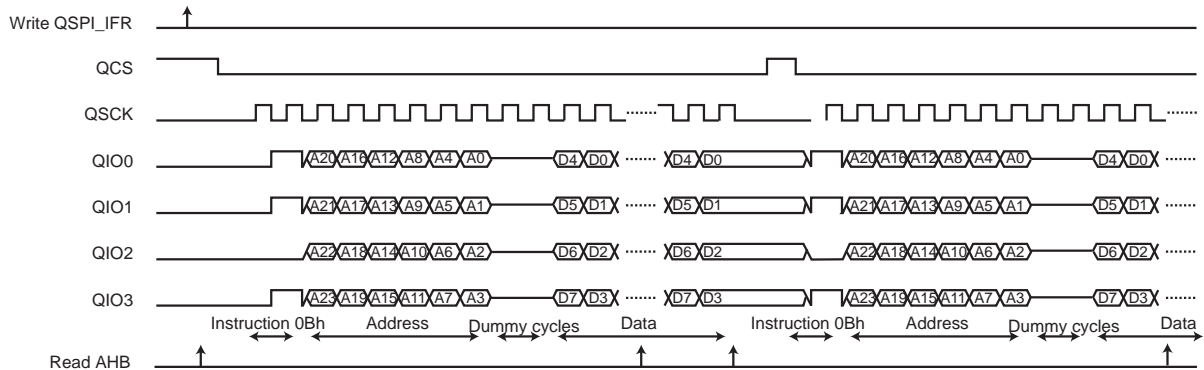 Write QSPI_IFR
QCS
QSCK
QIO0 A20 A16 A12 A8 A4 A0 D4 D0 D4 D0 A20 A16 A12 A8 A4 A0 D4 D0
QIO1 A21 A17 A13 A9 A5 A1 D5 D1 D5 D1 A21 A17 A13 A9 A5 A1 D5 D1
QIO2 A22 A18 A14 A10 A6 A2 D6 D2 D6 D2 A22 A18 A14 A10 A6 A2 D6 D2
QIO3 A23 A19 A15 A11 A7 A3 D7 D3 D7 D3 A23 A19 A15 A11 A7 A3 D7 D3
Instruction 0Bh Address Dummy cycles Data Instruction 0Bh Address Dummy cycles Data
Read AHB